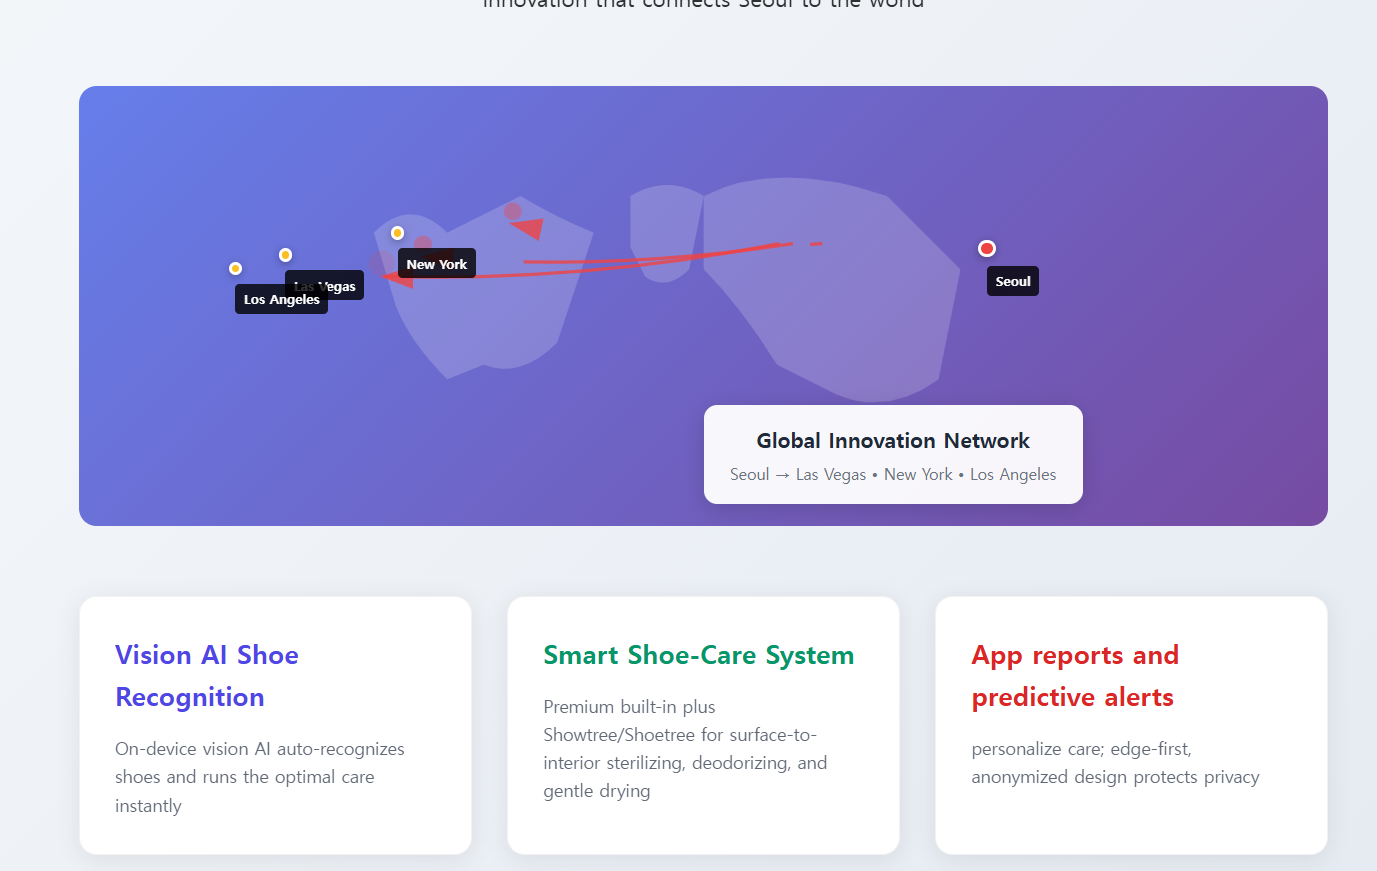 Innovation that connects Seoul to the world
New York
Las Vegas
Los Angeles
Seoul
Global Innovation Network
Seoul → Las Vegas • New York • Los Angeles
Vision AI Shoe
Recognition
On-device vision AI auto-recognizes
shoes and runs the optimal care
instantly
Smart Shoe-Care System
Premium built-in plus
Showtree/Shoetree for surface-to-
interior sterilizing, deodorizing, and
gentle drying
App reports and
predictive alerts
personalize care; edge-first,
anonymized design protects privacy